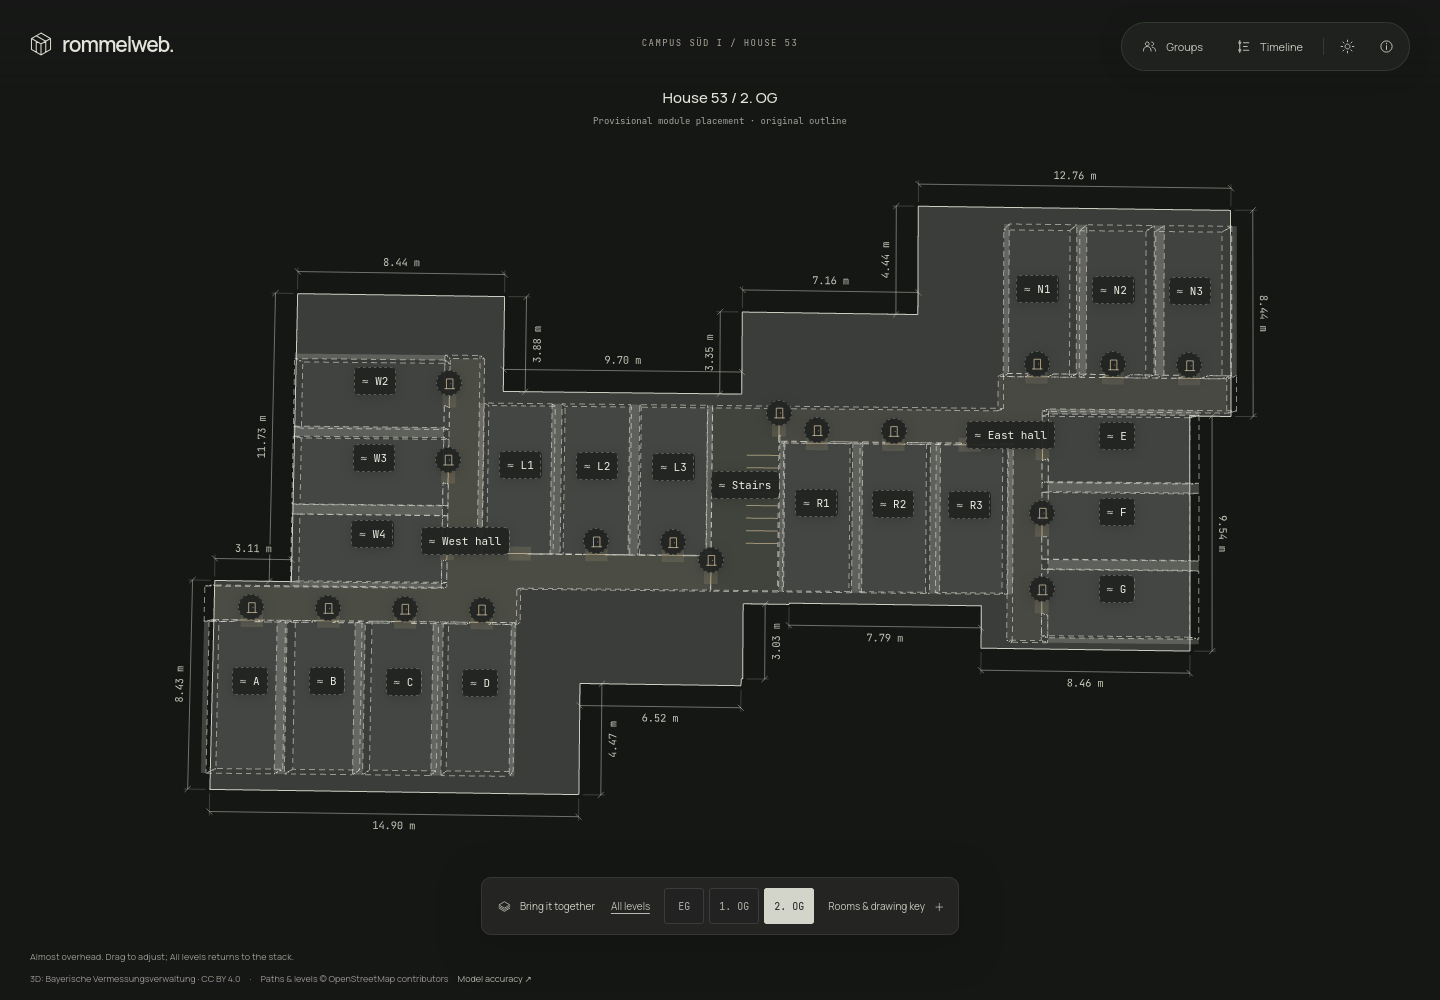 rommelweb.
CAMPUS SÜD I / HOUSE 53
Groups
Timeline
House 53 / 2. OG
Provisional module placement · original outline
12.76 m
4.44 m
8.44 m
7.16 m
8.44 m
3.88 m
9.70 m
3.35 m
≈ N1
≈ N2
≈ N3
≈ W2
11.73 m
≈ W3
≈ W4
≈ L1
≈ L2
≈ L3
≈ Stairs
≈ East hall
≈ E
≈ R1
≈ R2
≈ R3
≈ F
9.54 m
≈ West hall
3.11 m
≈ G
≈ A
≈ B
≈ C
≈ D
8.43 m
3.03 m
7.79 m
8.46 m
6.52 m
4.47 m
14.90 m
Bring it together
All levels
EG
1. OG
2. OG
Rooms & drawing key +
Almost overhead. Drag to adjust; All levels returns to the stack.
3D: Bayerische Vermessungsverwaltung · CC BY 4.0 · Paths & levels © OpenStreetMap contributors Model accuracy ↗